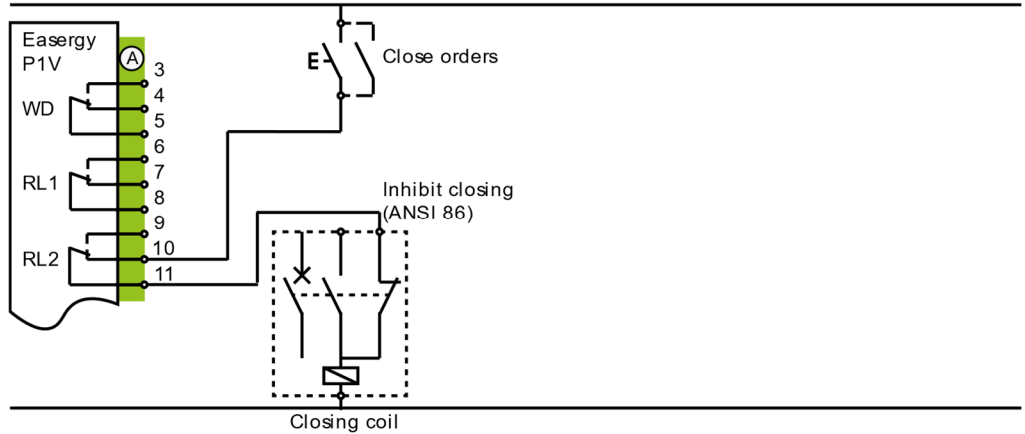 Easergy
P1V
A
3
4
WD
5
6
7
RL1
8
9
10
RL2
11
E
Close orders
Inhibit closing
(ANSI 86)
Closing coil